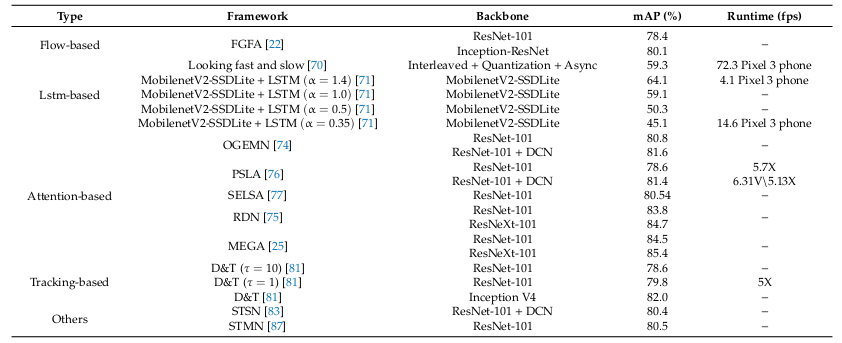 Type Framework Backbone mAP (%) Runtime (fps)
Flow-based FGFA [22] ResNet-101 78.4 –
Inception-ResNet 80.1
Lstm-based Looking fast and slow [70] Interleaved + Quantization + Async 59.3 72.3 Pixel 3 phone
MobilenetV2-SSDLite + LSTM (α = 1.4) [71] MobilenetV2-SSDLite 64.1 4.1 Pixel 3 phone
MobilenetV2-SSDLite + LSTM (α = 1.0) [71] MobilenetV2-SSDLite 59.1 –
MobilenetV2-SSDLite + LSTM (α = 0.5) [71] MobilenetV2-SSDLite 50.3 –
MobilenetV2-SSDLite + LSTM (α = 0.35) [71] MobilenetV2-SSDLite 45.1 14.6 Pixel 3 phone
Attention-based OGEMN [74] ResNet-101 80.8 –
ResNet-101 + DCN 81.6
PSLA [76] ResNet-101 78.6 5.7X
ResNet-101 + DCN 81.4 6.31V\5.13X
SELSA [77] ResNet-101 80.54 –
RDN [75] ResNet-101 83.8 –
ResNeXt-101 84.7
MEGA [25] ResNet-101 84.5 –
ResNeXt-101 85.4
Tracking-based D&T (τ = 10) [81] ResNet-101 78.6 –
D&T (τ = 1) [81] ResNet-101 79.8 5X
D&T [81] Inception V4 82.0 –
Others STSN [83] ResNet-101 + DCN 80.4 –
STMN [87] ResNet-101 80.5 –